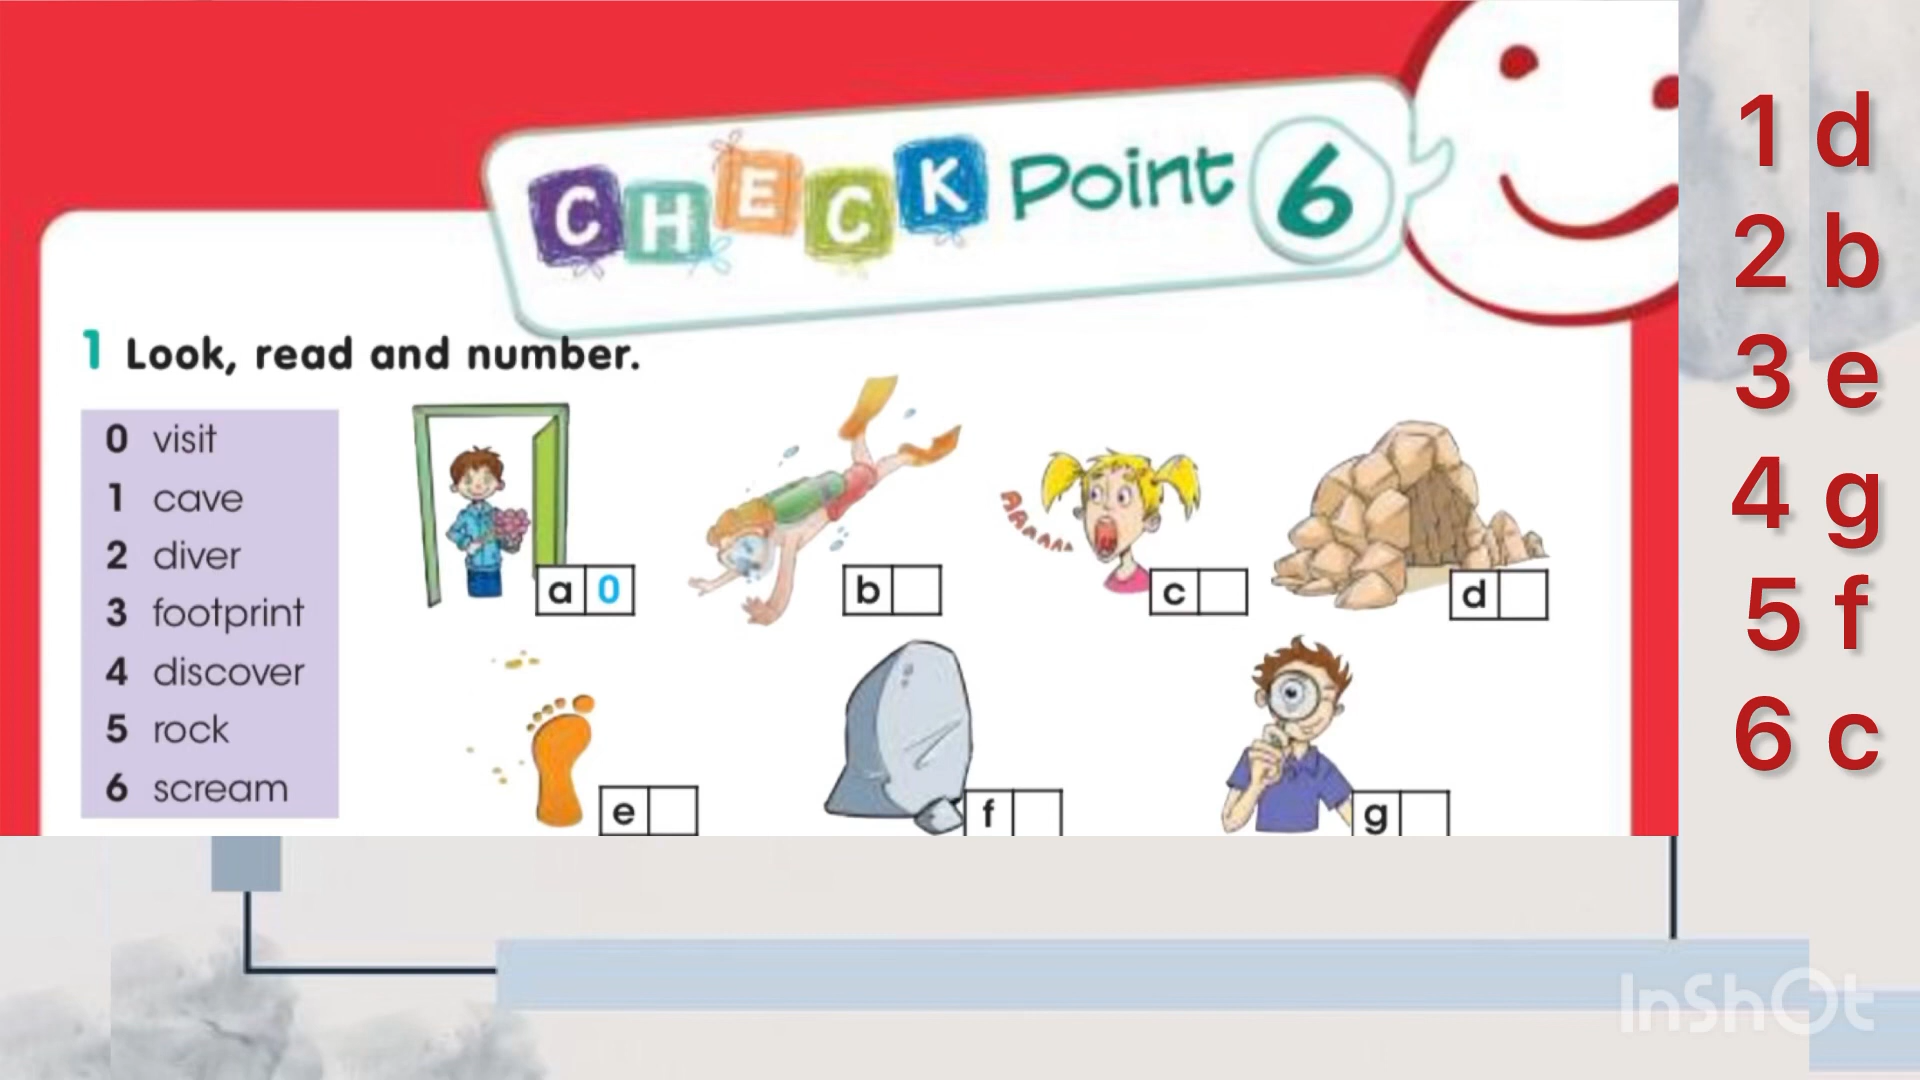 CHECK Point 6
1 Look, read and number.
0 visit
1 cave
2 diver
3 footprint
4 discover
5 rock
6 scream
AAAAAA
a 0
b
c
d
e
f
g
1 d
2 b
3 e
4 g
5 f
6 c
InShOt